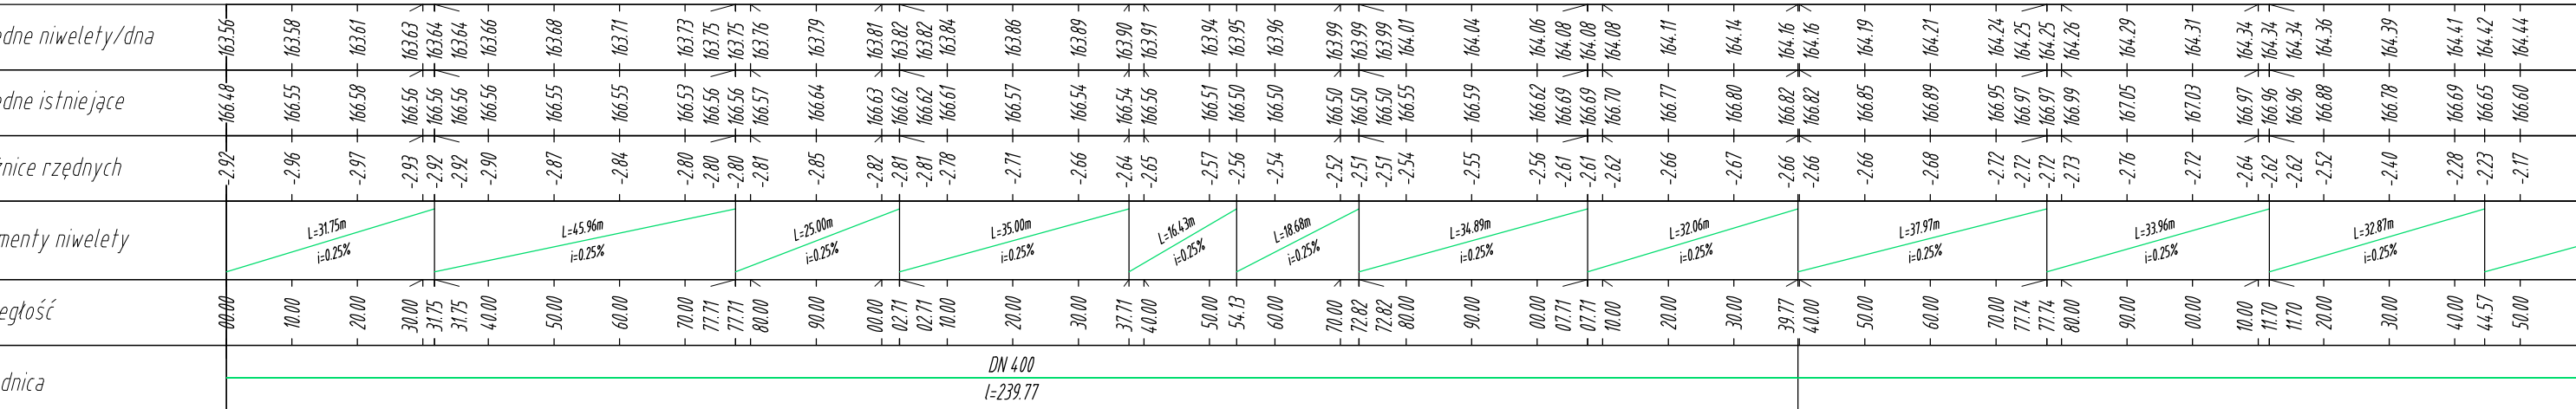 edne niwelety/dna 163.56 163.58 163.61 163.63 163.64 163.64 163.66 163.68 163.71 163.73 163.75 163.75 163.76 163.79 163.81 163.82 163.82 163.84 163.86 163.89 163.90 163.91 163.94 163.95 163.96 163.99 163.99 163.99 164.01 164.04 164.06 164.08 164.08 164.08 164.11 164.14 164.16 164.16 164.19 164.21 164.24 164.25 164.25 164.26 164.29 164.31 164.34 164.34 164.34 164.36 164.39 164.41 164.42 164.44
edne istniejące 166.48 166.55 166.58 166.56 166.56 166.56 166.56 166.55 166.55 166.53 166.56 166.56 166.57 166.64 166.63 166.62 166.62 166.61 166.57 166.54 166.54 166.56 166.51 166.50 166.50 166.50 166.50 166.50 166.55 166.59 166.62 166.69 166.69 166.70 166.77 166.80 166.82 166.82 166.85 166.89 166.95 166.97 166.97 166.99 167.05 167.03 166.97 166.96 166.96 166.88 166.78 166.69 166.65 166.60
żnice rzędnych -2.92 -2.96 -2.97 -2.93 -2.92 -2.92 -2.90 -2.87 -2.84 -2.80 -2.80 -2.80 -2.81 -2.85 -2.82 -2.81 -2.81 -2.78 -2.71 -2.66 -2.64 -2.65 -2.57 -2.56 -2.54 -2.52 -2.51 -2.51 -2.54 -2.55 -2.56 -2.61 -2.61 -2.62 -2.66 -2.67 -2.66 -2.66 -2.66 -2.68 -2.72 -2.72 -2.72 -2.73 -2.76 -2.72 -2.64 -2.62 -2.62 -2.52 -2.40 -2.28 -2.23 -2.17
menty niwelety
L=31.75m
i=0.25%
L=45.96m
i=0.25%
L=25.00m
i=0.25%
L=35.00m
i=0.25%
L=16.43m
i=0.25%
L=18.68m
i=0.25%
L=34.89m
i=0.25%
L=32.06m
i=0.25%
L=37.97m
i=0.25%
L=33.96m
i=0.25%
L=32.87m
i=0.25%
egłość 00.00 10.00 20.00 30.00 31.75 31.75 40.00 50.00 60.00 70.00 77.71 77.71 80.00 90.00 00.00 02.71 02.71 10.00 20.00 30.00 37.71 40.00 50.00 54.13 60.00 70.00 72.82 72.82 80.00 90.00 00.00 07.71 07.71 10.00 20.00 30.00 39.77 40.00 50.00 60.00 70.00 77.74 77.74 80.00 90.00 00.00 10.00 11.70 11.70 20.00 30.00 40.00 44.57 50.00
dnica
DN 400
l=239.77